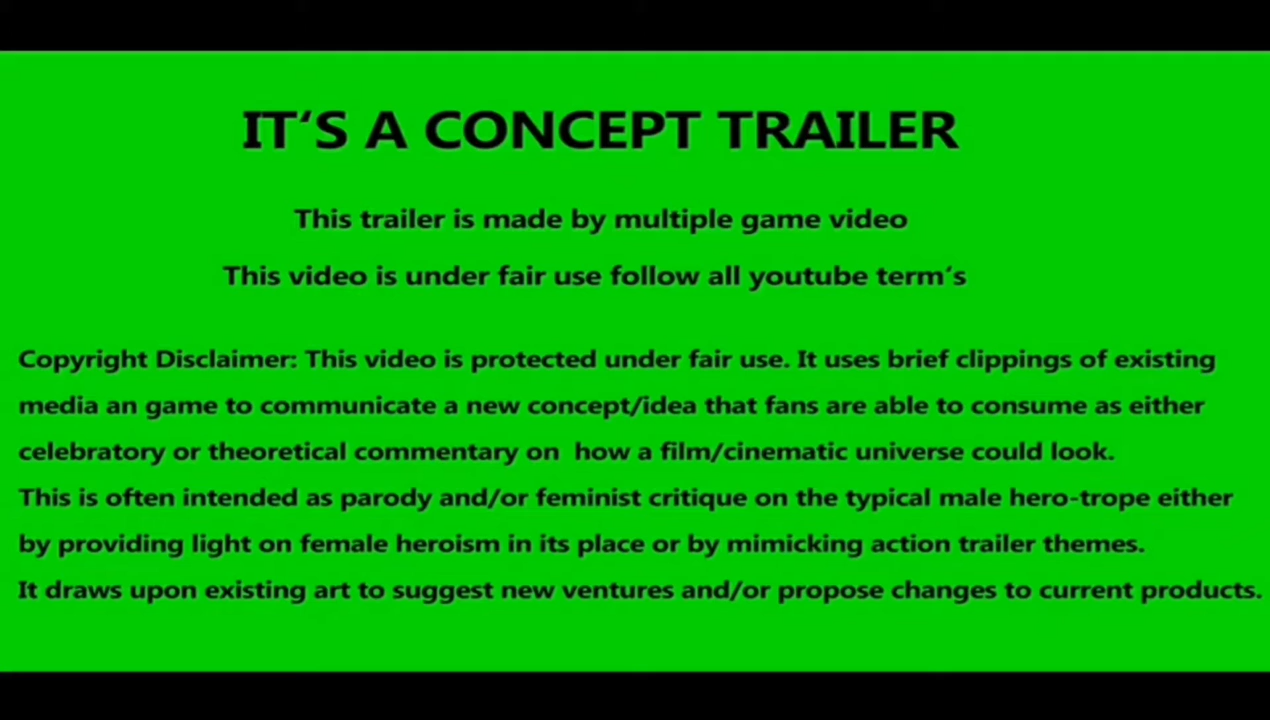 IT'S A CONCEPT TRAILER
This trailer is made by multiple game video
This video is under fair use follow all youtube term's
Copyright Disclaimer: This video is protected under fair use. It uses brief clippings of existing
media an game to communicate a new concept/idea that fans are able to consume as either
celebratory or theoretical commentary on how a film/cinematic universe could look.
This is often intended as parody and/or feminist critique on the typical male hero-trope either
by providing light on female heroism in its place or by mimicking action trailer themes.
It draws upon existing art to suggest new ventures and/or propose changes to current products.